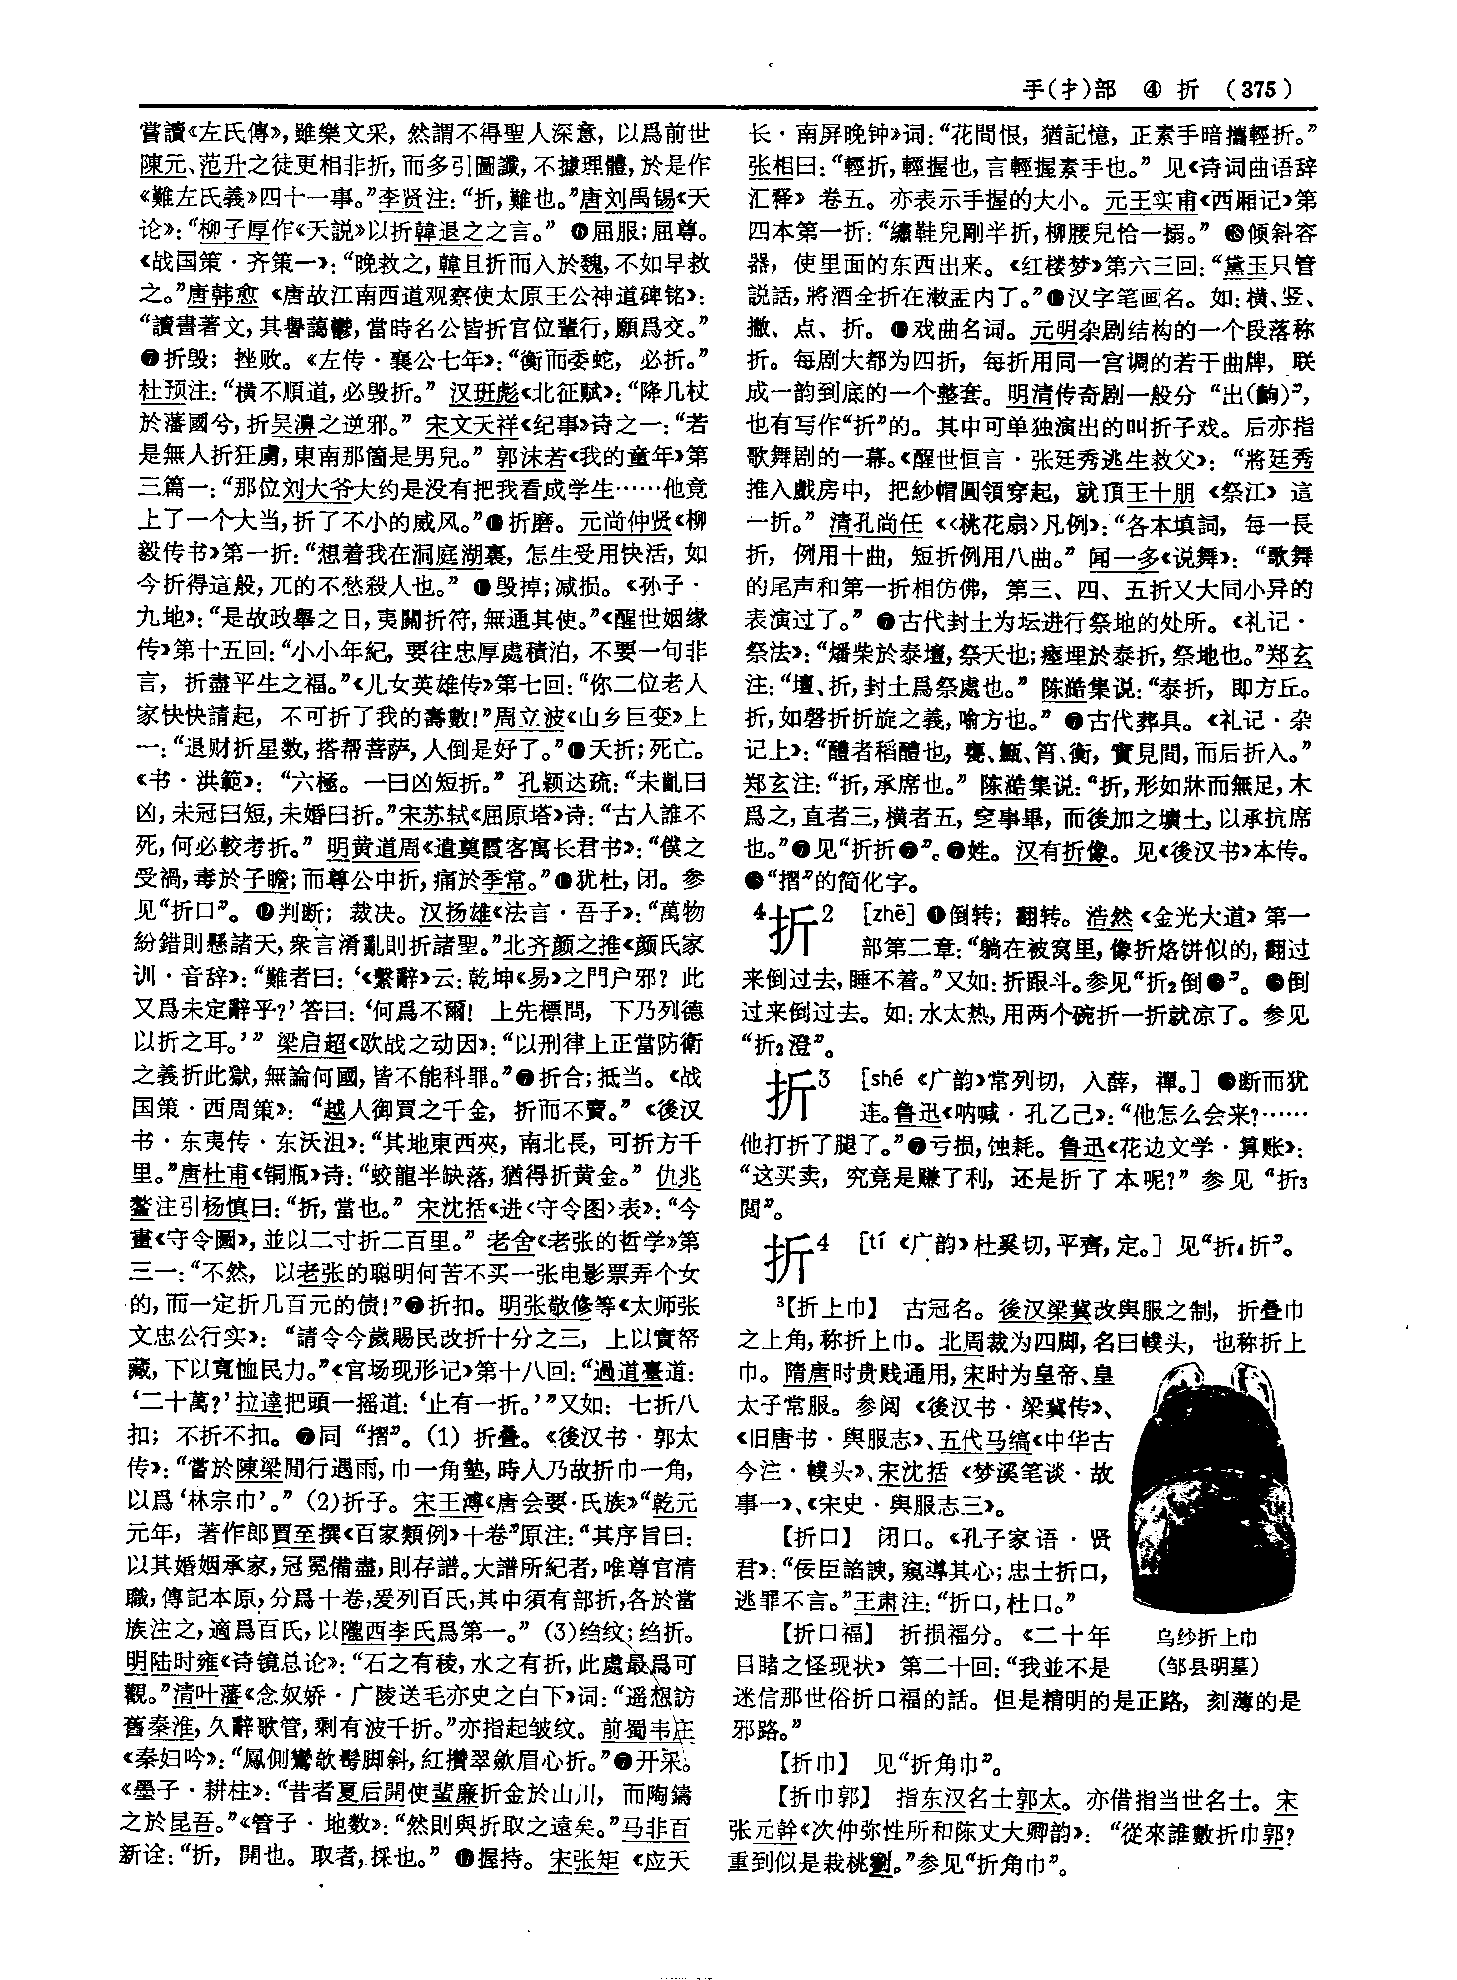 手(扌)部 ④ 折 (375)
嘗讀《左氏傳》，雖樂文采，然謂不得聖人深意，以爲前世
陳元、范升之徒更相非折，而多引圖讖，不據理體，於是作
《難左氏義》四十一事。”李贤注：“折，難也。”唐刘禹锡《天
论》：“柳子厚作《天説》以折韓退之之言。” ❻屈服；屈尊。
《战国策·齐策一》：“晚救之，韓且折而入於魏，不如早救
之。”唐韩愈《唐故江南西道观察使太原王公神道碑铭》：
“讀書著文，其譽藹鬱，當時名公皆折官位輩行，願爲交。”
❼折毁；挫败。《左传·襄公七年》：“衡而委蛇，必折。”
杜预注：“横不順道，必毁折。” 汉班彪《北征赋》：“降几杖
於藩國兮，折吴濞之逆邪。” 宋文天祥《纪事》诗之一：“若
是無人折狂虜，東南那箇是男兒。” 郭沫若《我的童年》第
三篇一：“那位刘大爷大约是没有把我看成学生……他竟
上了一个大当，折了不小的威风。”折磨。元尚仲贤《柳
毅传书》第一折：“想着我在洞庭湖裏，怎生受用快活，如
今折得這般，兀的不愁殺人也。” 毁掉；减损。《孙子·
九地》：“是故政舉之日，夷關折符，無通其使。”《醒世姻缘
传》第十五回：“小小年紀，要往忠厚處積泊，不要一句非
言，折盡平生之福。”《儿女英雄传》第七回：“你二位老人
家快快請起，不可折了我的壽數！”周立波《山乡巨变》上
一：“退财折星数，搭帮菩萨，人倒是好了。”夭折；死亡。
《书·洪範》：“六極。一曰凶短折。” 孔颖达疏：“未齓曰
凶，未冠曰短，未婚曰折。”宋苏轼《屈原塔》诗：“古人誰不
死，何必較考折。” 明黄道周《遣奠霞客寓长君书》：“僕之
受禍，毒於子瞻；而尊公中折，痛於季常。”犹杜，闭。参
见“折口”。 ⓬判断；裁决。汉扬雄《法言·吾子》：“萬物
紛錯則懸諸天，衆言淆亂則折諸聖。”北齐颜之推《颜氏家
训·音辞》：“難者曰：‘《繫辭》云：乾坤《易》之門户邪？此
又爲未定辭乎？’答曰：‘何爲不爾！上先標問，下乃列德
以折之耳。’” 梁启超《欧战之动因》：“以刑律上正當防衛
之義折此獄，無論何國，皆不能科罪。”折合；抵当。《战
国策·西周策》：“越人御買之千金，折而不賣。”《後汉
书·东夷传·东沃沮》：“其地東西夾，南北長，可折方千
里。”唐杜甫《铜瓶》诗：“蛟龍半缺落，猶得折黄金。” 仇兆
鳌注引杨慎曰：“折，當也。” 宋沈括《进〈守令图〉表》：“今
畫《守令圖》，並以二寸折二百里。” 老舍《老张的哲学》第
三一：“不然，以老张的聪明何苦不买一张电影票弄个女
的，而一定折几百元的债！”折扣。明张敬修等《太师张
文忠公行实》：“請令今歲賜民改折十分之三，上以實帑
藏，下以寬恤民力。”《官场现形记》第十八回：“過道臺道：
‘二十萬？’拉達把頭一摇道：‘止有一折。’”又如：七折八
扣；不折不扣。同“摺”。(1) 折叠。《後汉书·郭太
传》：“嘗於陳梁閒行遇雨，巾一角墊，時人乃故折巾一角，
以爲‘林宗巾’。” (2)折子。宋王溥《唐会要·氏族》“乾元
元年，著作郎賈至撰《百家類例》十卷”原注：“其序旨曰：
以其婚姻承家，冠冕備盡，則存譜。大譜所紀者，唯尊官清
職，傳記本原，分爲十卷，爰列百氏，其中須有部折，各於當
族注之，適爲百氏，以隴西李氏爲第一。” (3)绉纹；绉折。
明陆时雍《诗镜总论》：“石之有稜，水之有折，此處最爲可
觀。”清叶藩《念奴娇·广陵送毛亦史之白下》词：“遥想訪
舊秦淮，久辭歌管，剩有波千折。”亦指起皱纹。前蜀韦庄
《秦妇吟》：“鳳側鸞欹鬢脚斜，紅攢翠斂眉心折。”开采。
《墨子·耕柱》：“昔者夏后開使蜚廉折金於山川，而陶鑄
之於昆吾。”《管子·地数》：“然則與折取之遠矣。”马非百
新诠：“折，開也。取者，採也。” 握持。宋张矩《应天
长·南屏晚钟》词：“花間恨，猶記憶，正素手暗攜輕折。”
张相曰：“輕折，輕握也，言輕握素手也。” 见《诗词曲语辞
汇释》卷五。亦表示手握的大小。元王实甫《西厢记》第
四本第一折：“繡鞋兒剛半折，柳腰兒恰一搦。” 倾斜容
器，使里面的东西出来。《红楼梦》第六三回：“黛玉只管
説話，將酒全折在漱盂内了。”汉字笔画名。如：横、竖、
撇、点、折。戏曲名词。元明杂剧结构的一个段落称
折。每剧大都为四折，每折用同一宫调的若干曲牌，联
成一韵到底的一个整套。明清传奇剧一般分“出(齣)”，
也有写作“折”的。其中可单独演出的叫折子戏。后亦指
歌舞剧的一幕。《醒世恒言·张廷秀逃生救父》：“將廷秀
推入戲房中，把紗帽圓領穿起，就頂王十朋《祭江》這
一折。” 清孔尚任《〈桃花扇〉凡例》：“各本填詞，每一長
折，例用十曲，短折例用八曲。” 闻一多《说舞》：“歌舞
的尾声和第一折相仿佛，第三、四、五折又大同小异的
表演过了。” 古代封土为坛进行祭地的处所。《礼记·
祭法》：“燔柴於泰壇，祭天也；瘞埋於泰折，祭地也。”郑玄
注：“壇、折，封土爲祭處也。” 陈澔集说：“泰折，即方丘。
折，如磬折折旋之義，喻方也。” 古代葬具。《礼记·杂
记上》：“醴者稻醴也，甕、甒、筲、衡，實見間，而后折入。”
郑玄注：“折，承席也。” 陈澔集说：“折，形如牀而無足，木
爲之，直者三，横者五，窆事畢，而後加之壙土，以承抗席
也。”见“折折”。姓。汉有折像。见《後汉书》本传。
“摺”的简化字。
4折2 [zhē] ❶倒转；翻转。浩然《金光大道》第一
部第二章：“躺在被窝里，像折烙饼似的，翻过
来倒过去，睡不着。”又如：折跟斗。参见“折2倒”。倒
过来倒过去。如：水太热，用两个碗折一折就凉了。参见
“折2澄”。
折3 [shé《广韵》常列切，入薛，禪。] 断而犹
连。鲁迅《呐喊·孔乙己》：“他怎么会来？……
他打折了腿了。”亏损，蚀耗。鲁迅《花边文学·算账》：
“这买卖，究竟是赚了利，还是折了本呢？”参见“折3
閲”。
折4 [tí《广韵》杜奚切，平齊，定。] 见“折4折”。
3【折上巾】 古冠名。後汉梁冀改舆服之制，折叠巾
之上角，称折上巾。北周裁为四脚，名曰幞头，也称折上
巾。隋唐时贵贱通用，宋时为皇帝、皇
太子常服。参阅《後汉书·梁冀传》、
《旧唐书·舆服志》、五代马缟《中华古
今注·幞头》、宋沈括《梦溪笔谈·故
事一》、《宋史·舆服志三》。
【折口】 闭口。《孔子家语·贤
君》：“佞臣諂諛，窺導其心；忠士折口，
逃罪不言。”王肃注：“折口，杜口。”
【折口福】 折损福分。《二十年
目睹之怪现状》第二十回：“我並不是
迷信那世俗折口福的話。但是精明的是正路，刻薄的是
邪路。”
乌纱折上巾
(邹县明墓)
【折巾】 见“折角巾”。
【折巾郭】 指东汉名士郭太。亦借指当世名士。宋
张元幹《次仲弥性所和陈丈大卿韵》：“從來誰數折巾郭？
重到似是栽桃劉。”参见“折角巾”。